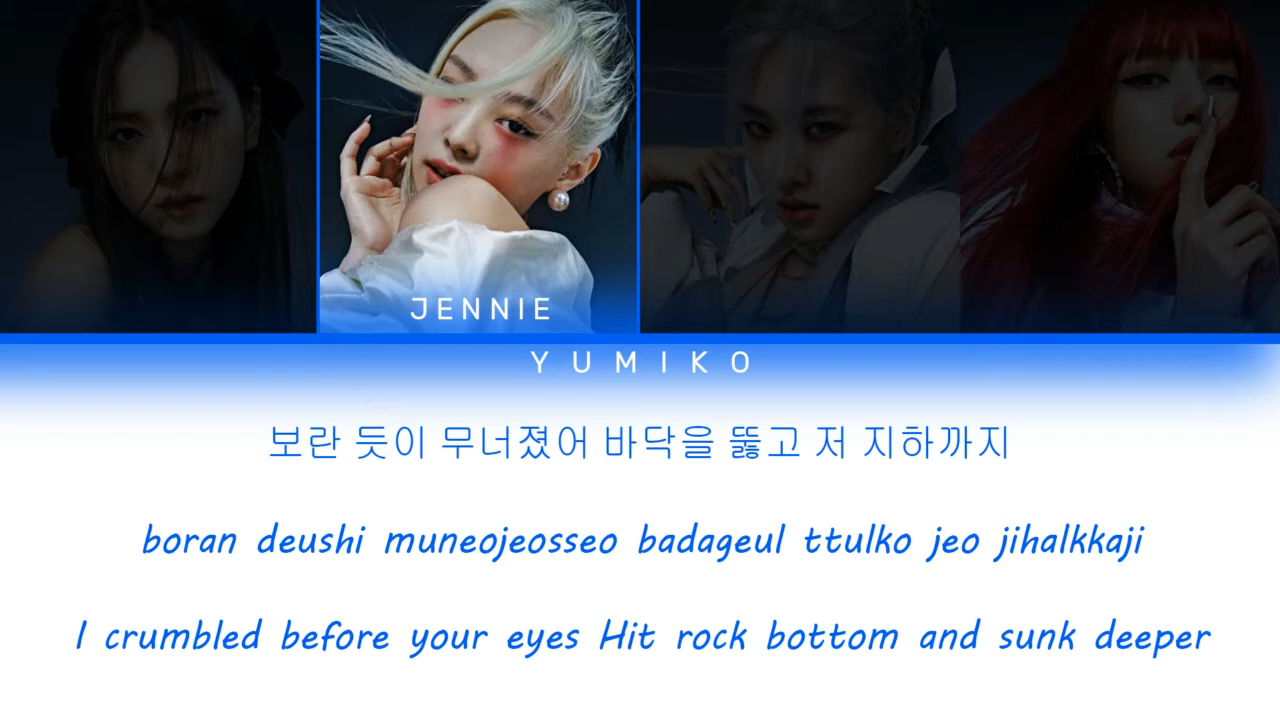 JENNIE
YUMIKO
보란 듯이 무너졌어 바닥을 뚫고 저 지하까지
boran deushi muneojeosseo badageul ttulko jeo jihalkkaji
I crumbled before your eyes Hit rock bottom and sunk deeper